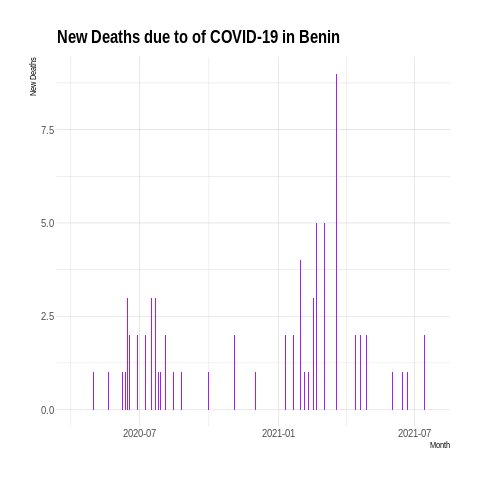 New Deaths due to of COVID-19 in Benin
New Deaths
7.5
5.0
2.5
0.0
2020-07
2021-01
2021-07
Month